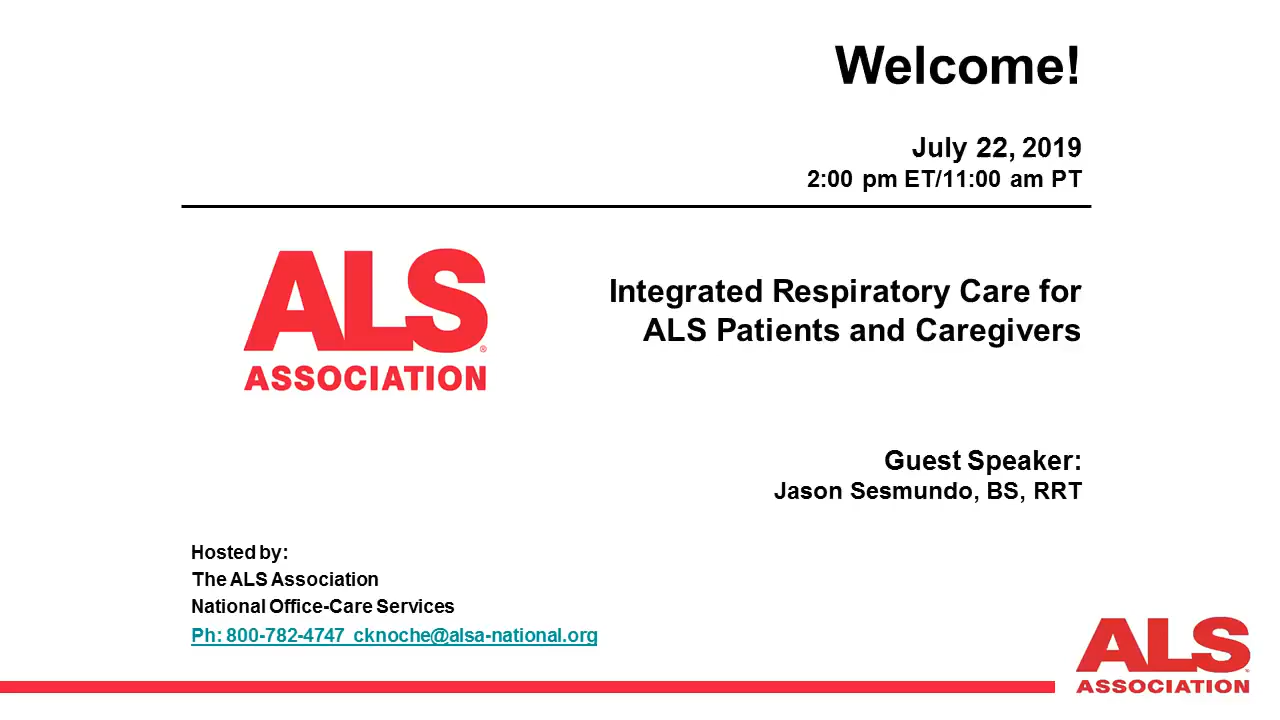 Welcome!
July 22, 2019
2:00 pm ET/11:00 am PT
ALS
ASSOCIATION
Integrated Respiratory Care for
ALS Patients and Caregivers
Guest Speaker:
Jason Sesmundo, BS, RRT
Hosted by:
The ALS Association
National Office-Care Services
Ph: 800-782-4747 cknoche@alsa-national.org
ALS
ASSOCIATION